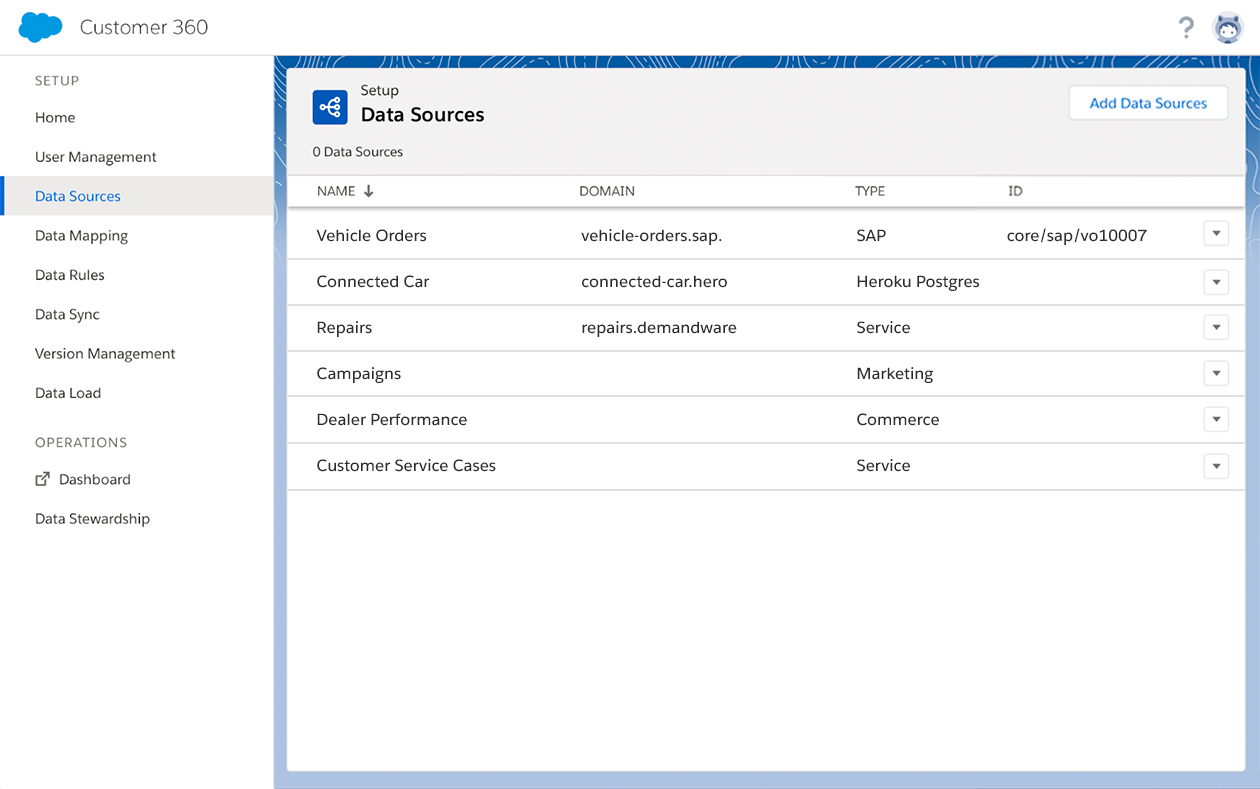 Customer 360
?
SETUP
Home
User Management
Data Sources
Data Mapping
Data Rules
Data Sync
Version Management
Data Load
OPERATIONS
Dashboard
Data Stewardship
Setup
Data Sources
Add Data Sources
0 Data Sources
NAME DOMAIN TYPE ID
Vehicle Orders vehicle-orders.sap. SAP core/sap/vo10007
Connected Car connected-car.hero Heroku Postgres
Repairs repairs.demandware Service
Campaigns Marketing
Dealer Performance Commerce
Customer Service Cases Service